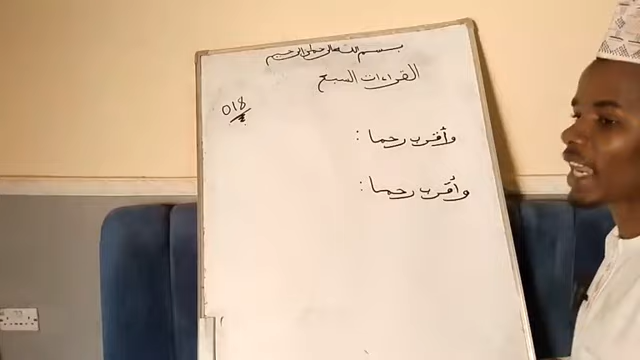 بسم الله الرحمن الرحيم
القراءات السبع
018
وأقرب رحما :
وأقرب رحما :